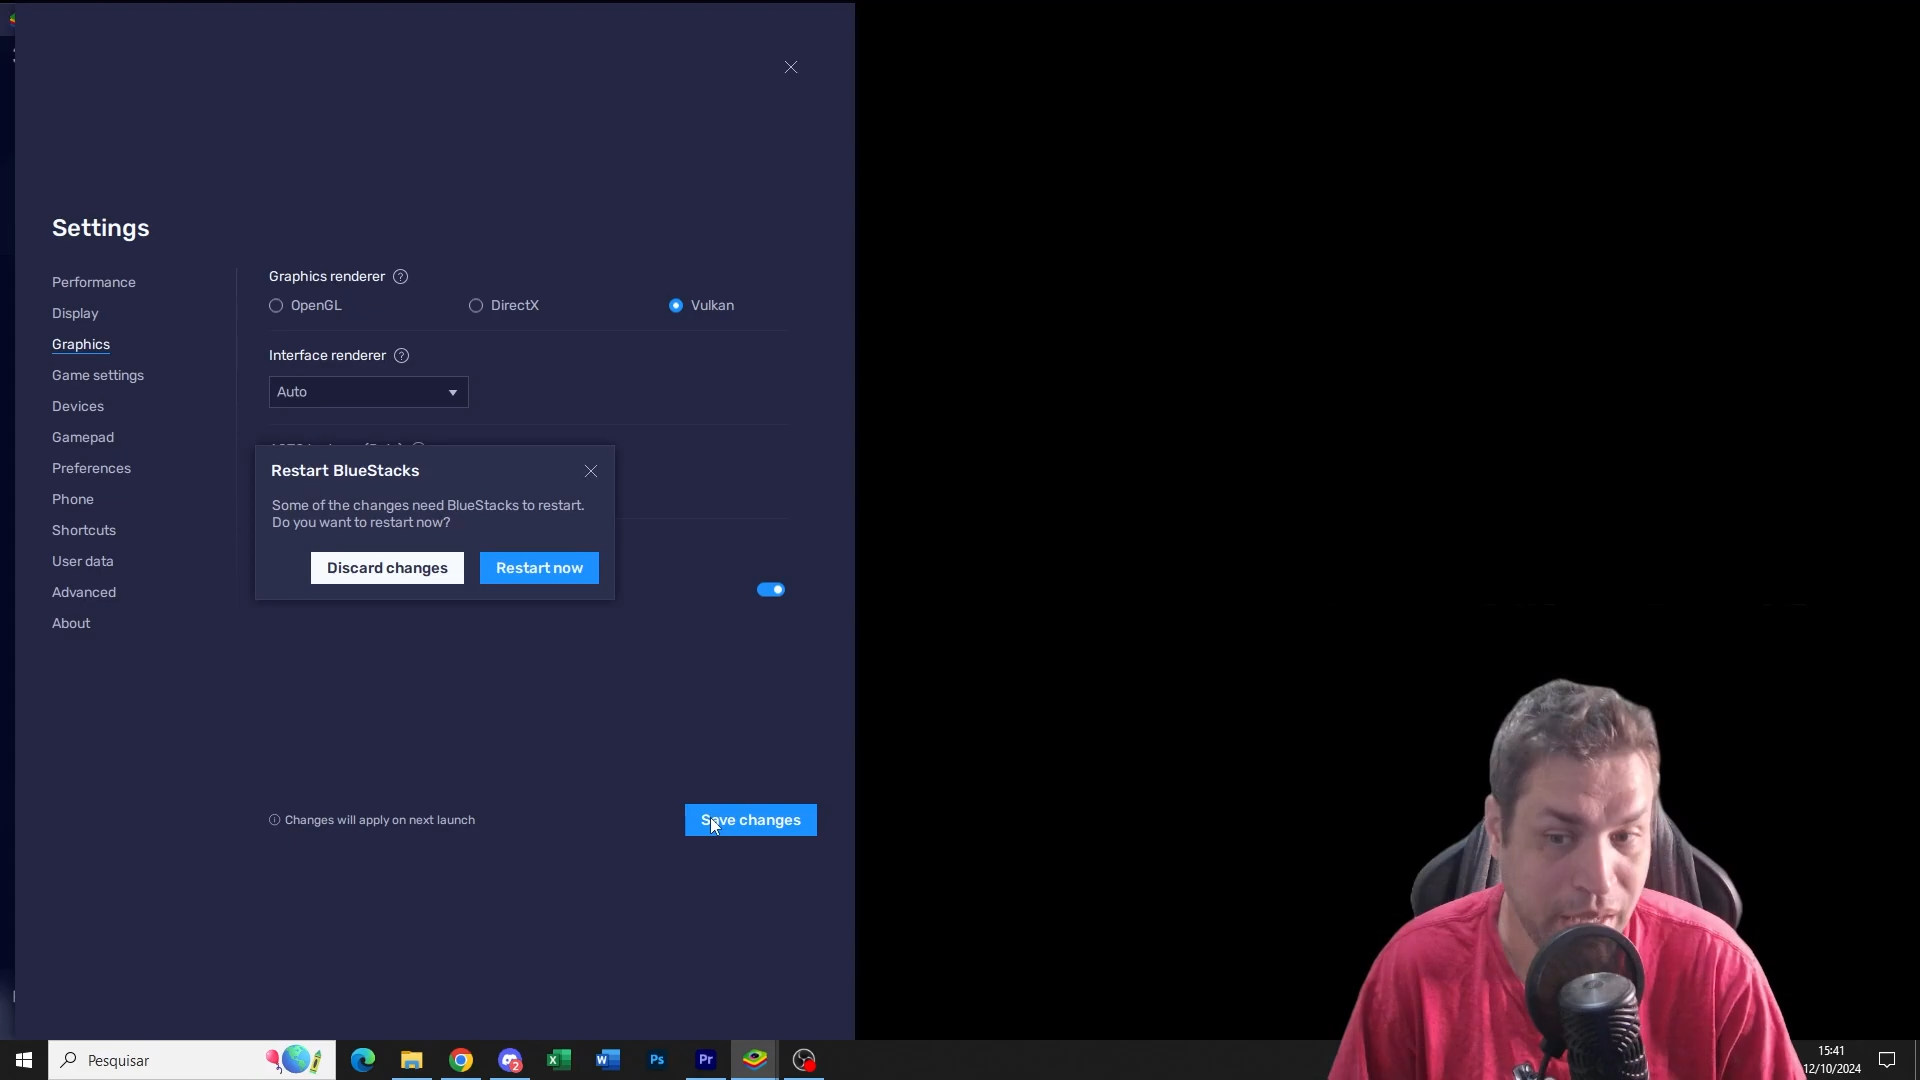 Settings
Performance
Display
Graphics
Game settings
Devices
Gamepad
Preferences
Phone
Shortcuts
User data
Advanced
About
Graphics renderer ?
OpenGL
DirectX
Vulkan
Interface renderer ?
Auto
Restart BlueStacks
Some of the changes need BlueStacks to restart.
Do you want to restart now?
Discard changes
Restart now
Changes will apply on next launch
Save changes
Pesquisar
2
X
W
Ps
Pr
15:41
12/10/2024